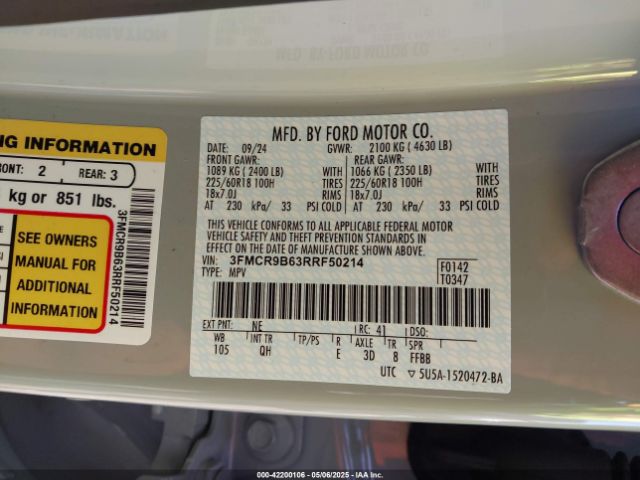 NG INFORMATION
FRONT: 2 REAR: 3
kg or 851 lbs.
SEE OWNERS
MANUAL FOR
ADDITIONAL
INFORMATION
3FMCR9B63RRF50214
MFD. BY FORD MOTOR CO.
DATE: 09/24 GVWR: 2100 KG ( 4630 LB)
FRONT GAWR: REAR GAWR:
1089 KG ( 2400 LB) WITH 1066 KG ( 2350 LB) WITH
225/60R18 100H TIRES 225/60R18 100H TIRES
18x7.0J RIMS 18x7.0J RIMS
AT 230 kPa/ 33 PSI COLD AT 230 kPa/ 33 PSI COLD
THIS VEHICLE CONFORMS TO ALL APPLICABLE FEDERAL MOTOR
VEHICLE SAFETY AND THEFT PREVENTION STANDARDS IN
EFFECT ON THE DATE OF MANUFACTURE SHOWN ABOVE.
VIN: 3FMCR9B63RRF50214
TYPE: MPV
F0142
T0347
EXT PNT: NE RC: 41 DSO:
WB INT TR TP/PS R AXLE TR SPR
105 QH E 3D 8 FFBB
UTC ▽ 5U5A-1520472-BA
000-42200106 - 05/06/2025 - IAA Inc.